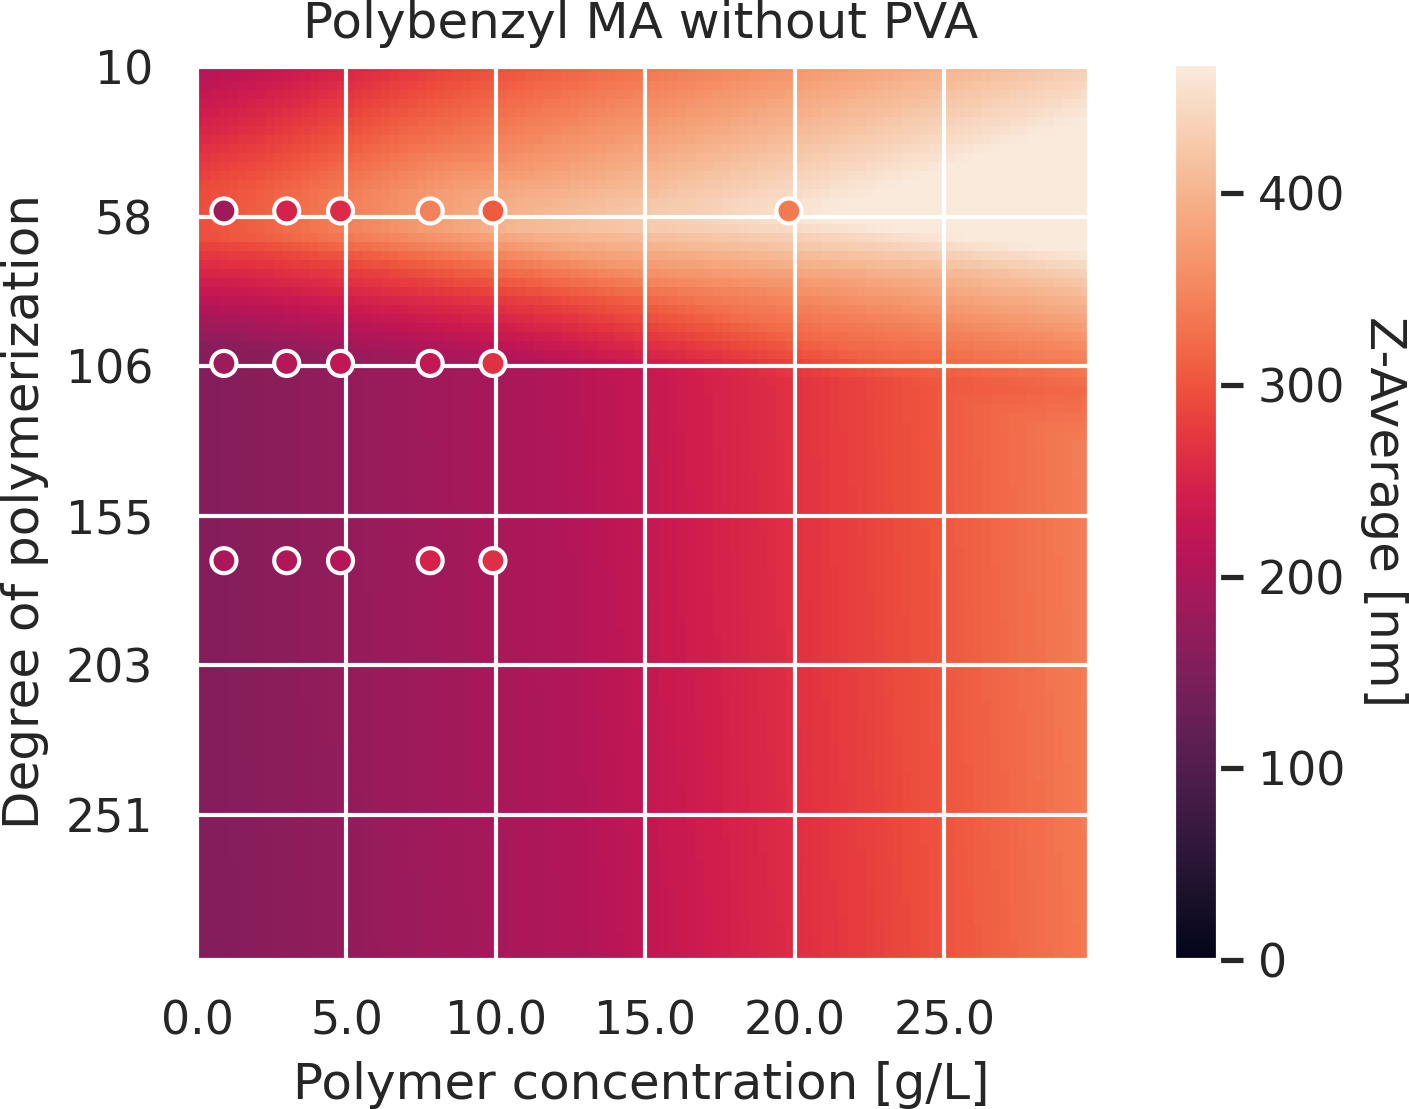 Polybenzyl MA without PVA
10
58
106
155
203
251
Degree of polymerization
0.0 5.0 10.0 15.0 20.0 25.0
Polymer concentration [g/L]
400
300
200
100
0
Z-Average [nm]